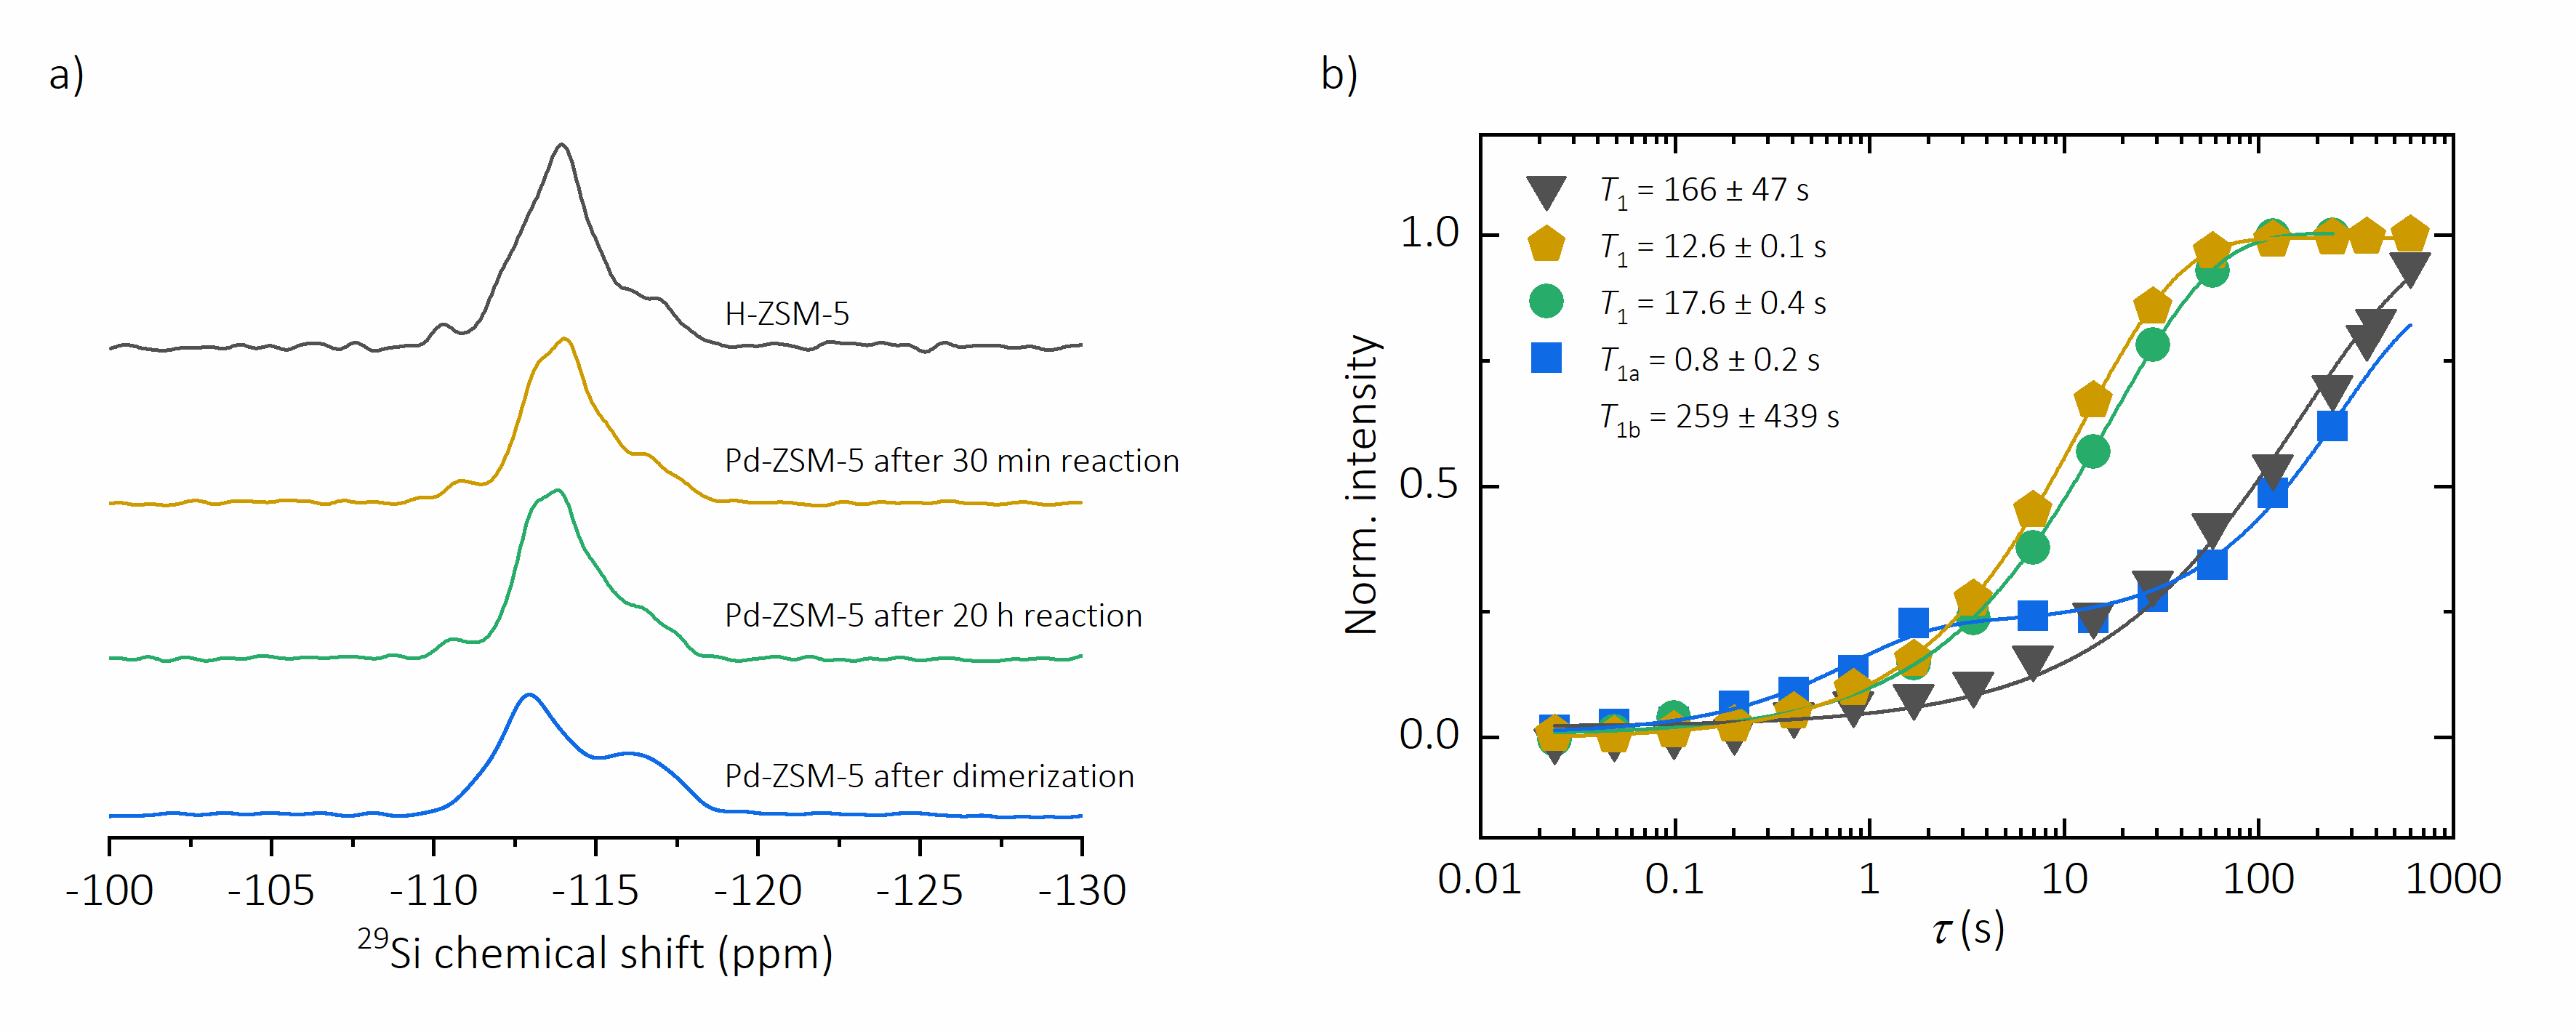 a)
H-ZSM-5
Pd-ZSM-5 after 30 min reaction
Pd-ZSM-5 after 20 h reaction
Pd-ZSM-5 after dimerization
-100 -105 -110 -115 -120 -125 -130
²⁹Si chemical shift (ppm)
b)
T₁ = 166 ± 47 s
T₁ = 12.6 ± 0.1 s
T₁ = 17.6 ± 0.4 s
T₁ₐ = 0.8 ± 0.2 s
T1b = 259 ± 439 s
1.0
0.5
0.0
Norm. intensity
0.01 0.1 1 10 100 1000
τ (s)